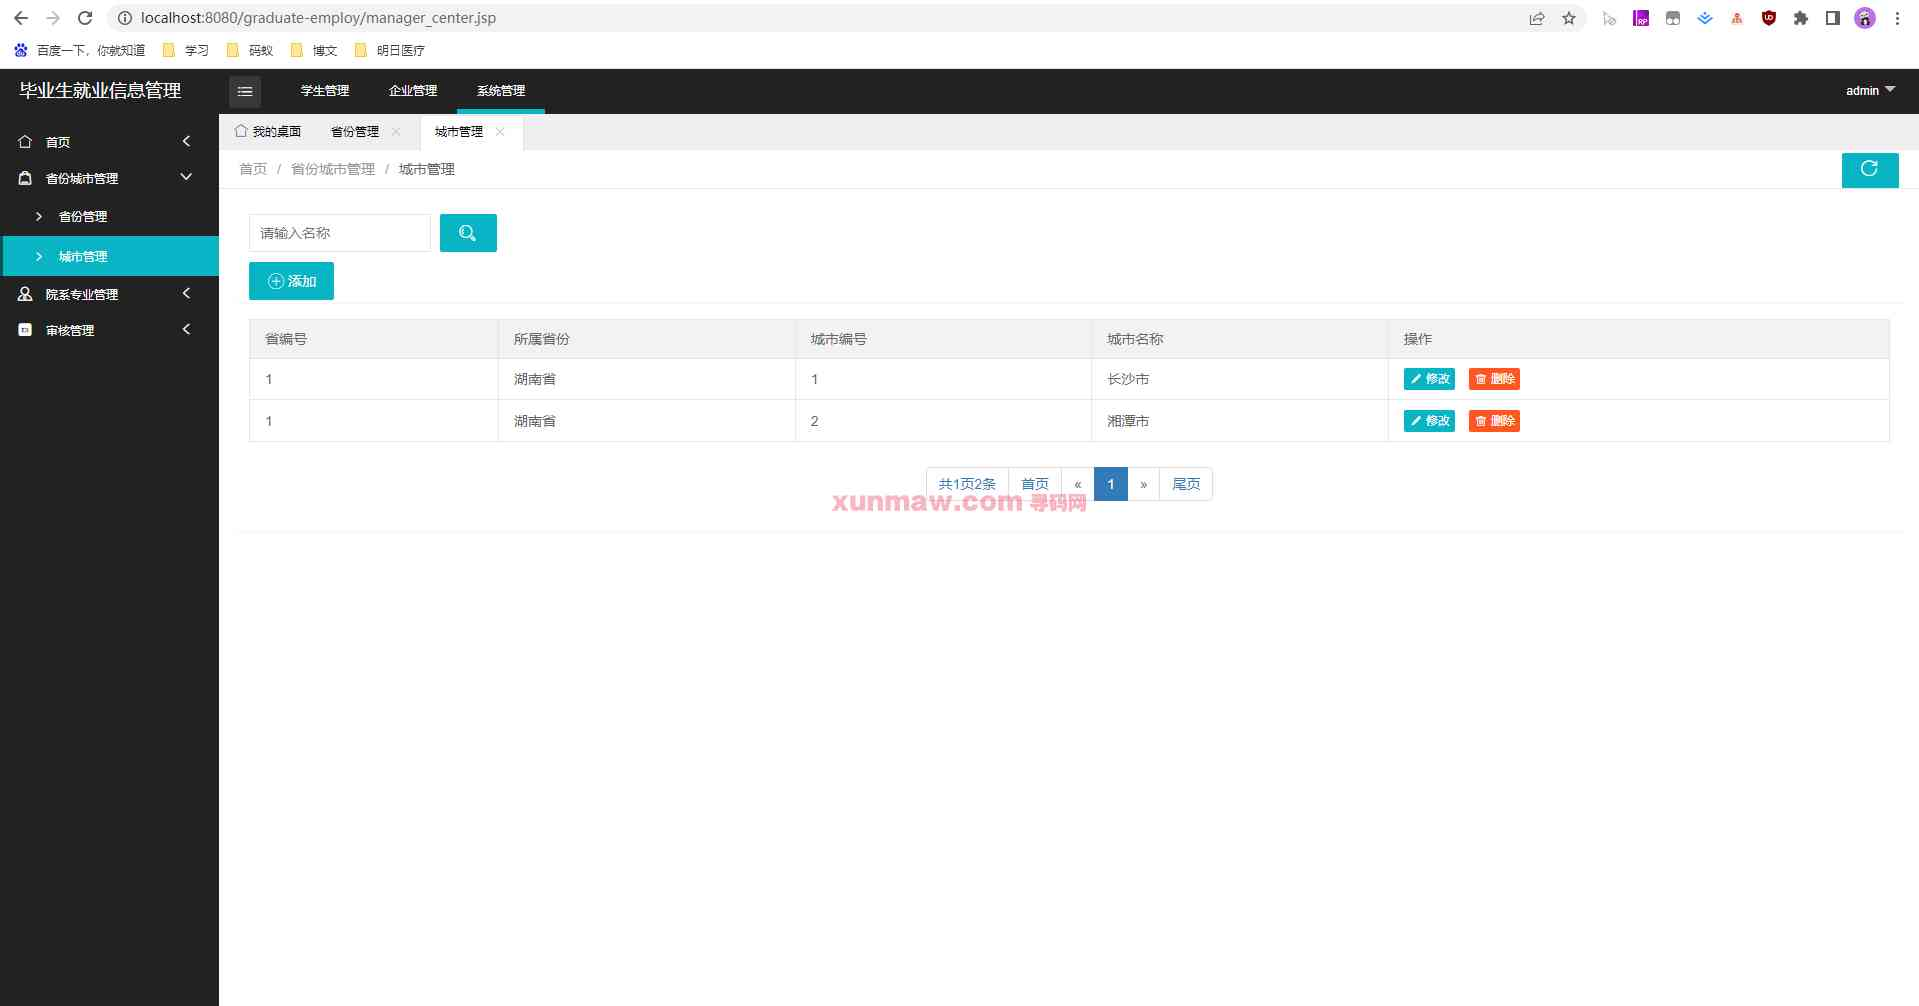 localhost:8080/graduate-employ/manager_center.jsp
百度一下，你就知道 学习 码蚁 博文 明日医疗
毕业生就业信息管理 学生管理 企业管理 系统管理 admin
我的桌面 省份管理 城市管理
首页
首页 / 省份城市管理 / 城市管理
省份城市管理
省份管理
请输入名称
城市管理
添加
院系专业管理
审核管理
省编号 所属省份 城市编号 城市名称 操作
1 湖南省 1 长沙市 修改 删除
1 湖南省 2 湘潭市 修改 删除
共1页2条 首页 « 1 » 尾页
xunmaw.com 寻码网